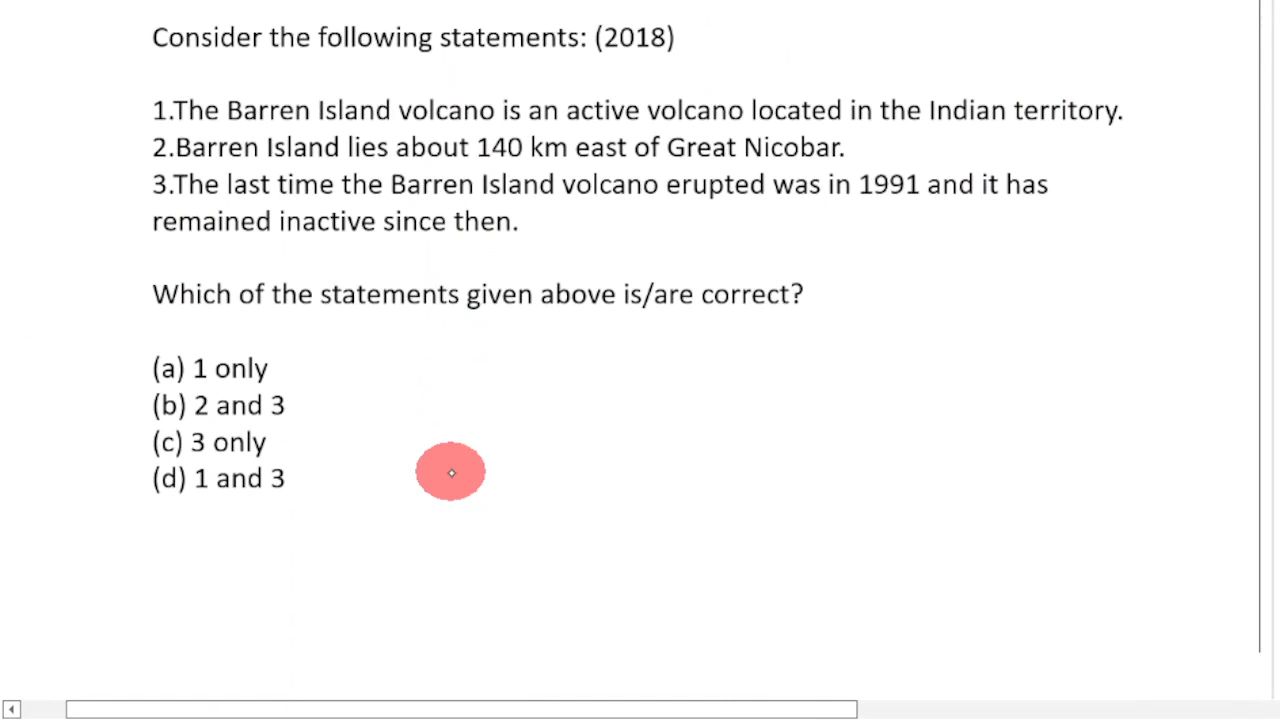 Consider the following statements: (2018)
1.The Barren Island volcano is an active volcano located in the Indian territory.
2.Barren Island lies about 140 km east of Great Nicobar.
3.The last time the Barren Island volcano erupted was in 1991 and it has
remained inactive since then.
Which of the statements given above is/are correct?
(a) 1 only
(b) 2 and 3
(c) 3 only
(d) 1 and 3